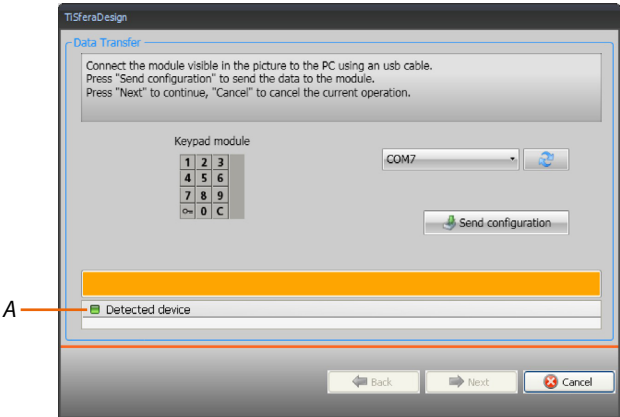 TiSferaDesign
Data Transfer
Connect the module visible in the picture to the PC using an usb cable.
Press "Send configuration" to send the data to the module.
Press "Next" to continue, "Cancel" to cancel the current operation.
Keypad module
1 2 3
4 5 6
7 8 9
0 C
COM7
Send configuration
A
Detected device
Back
Next
Cancel